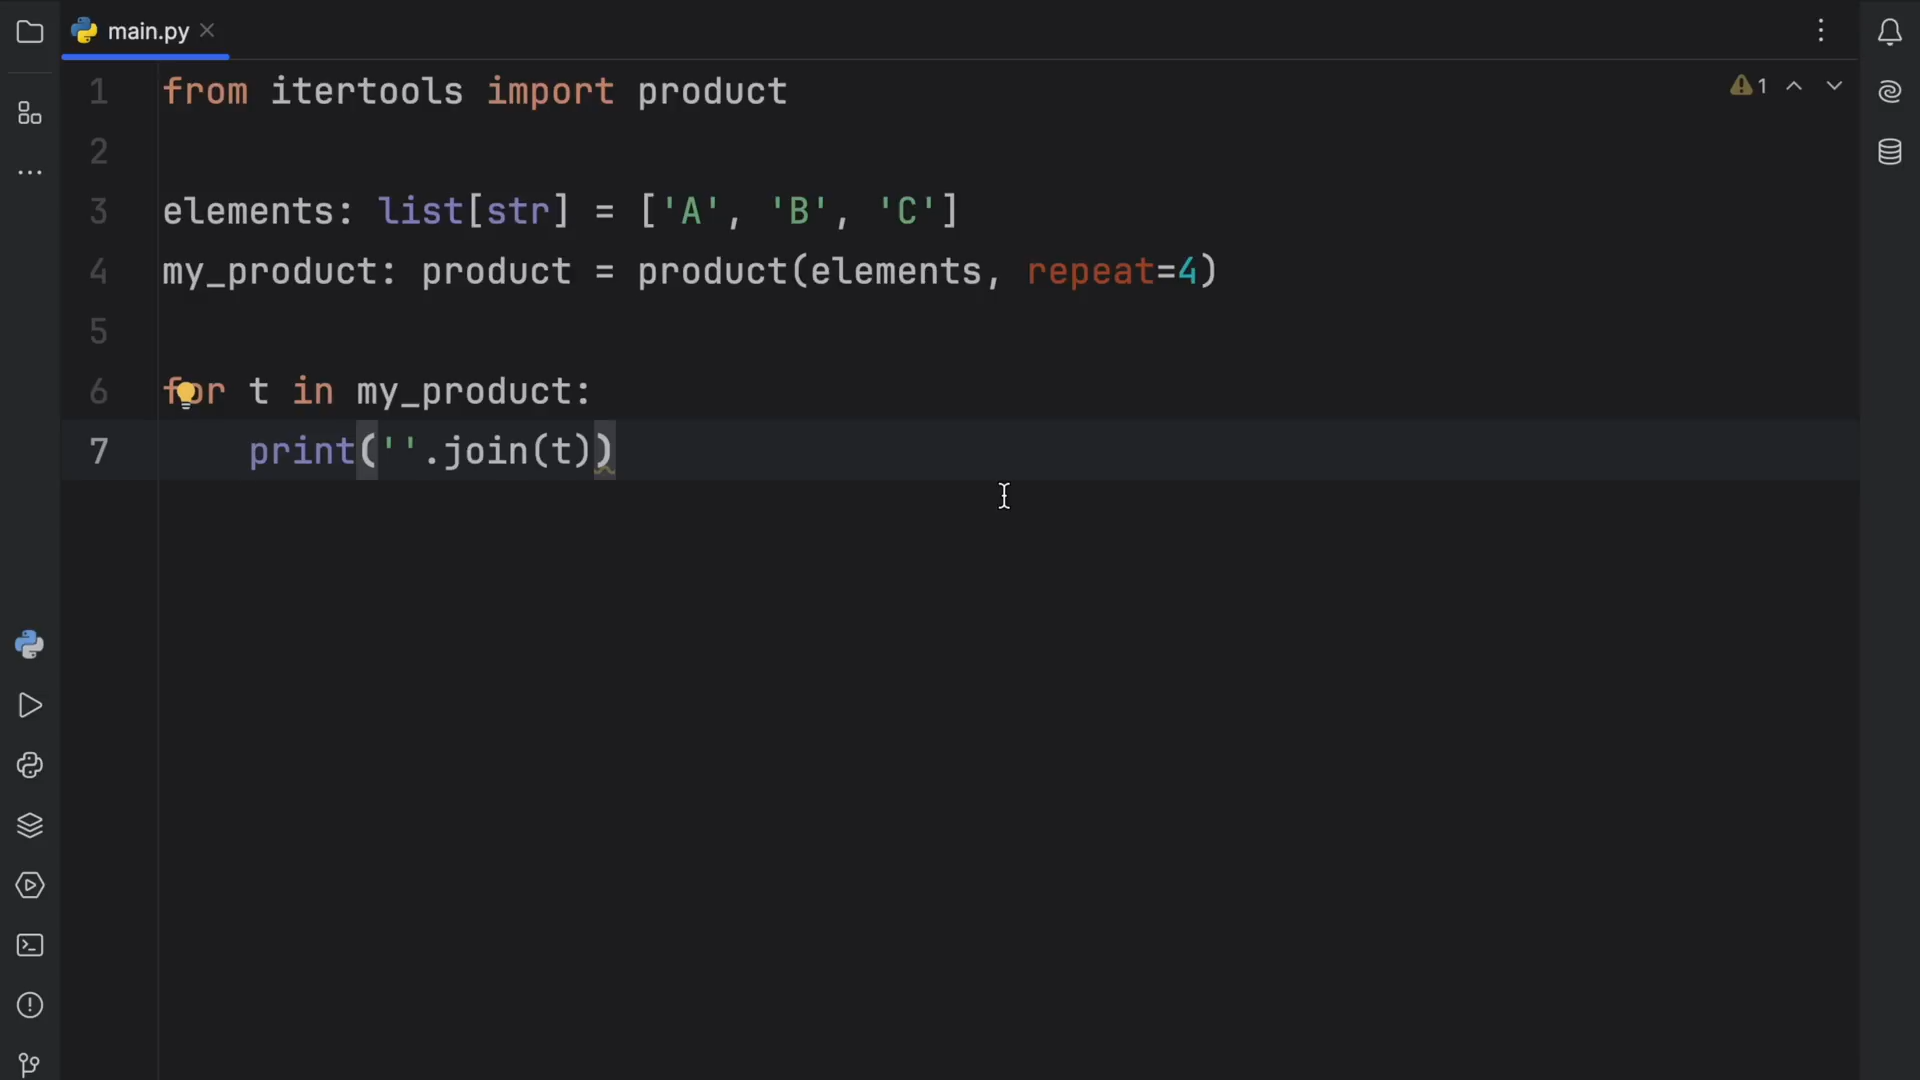 main.py
1 from itertools import product
1
2
3 elements: list[str] = ['A', 'B', 'C']
4 my_product: product = product(elements, repeat=4)
5
6 for t in my_product:
7     print(''.join(t))